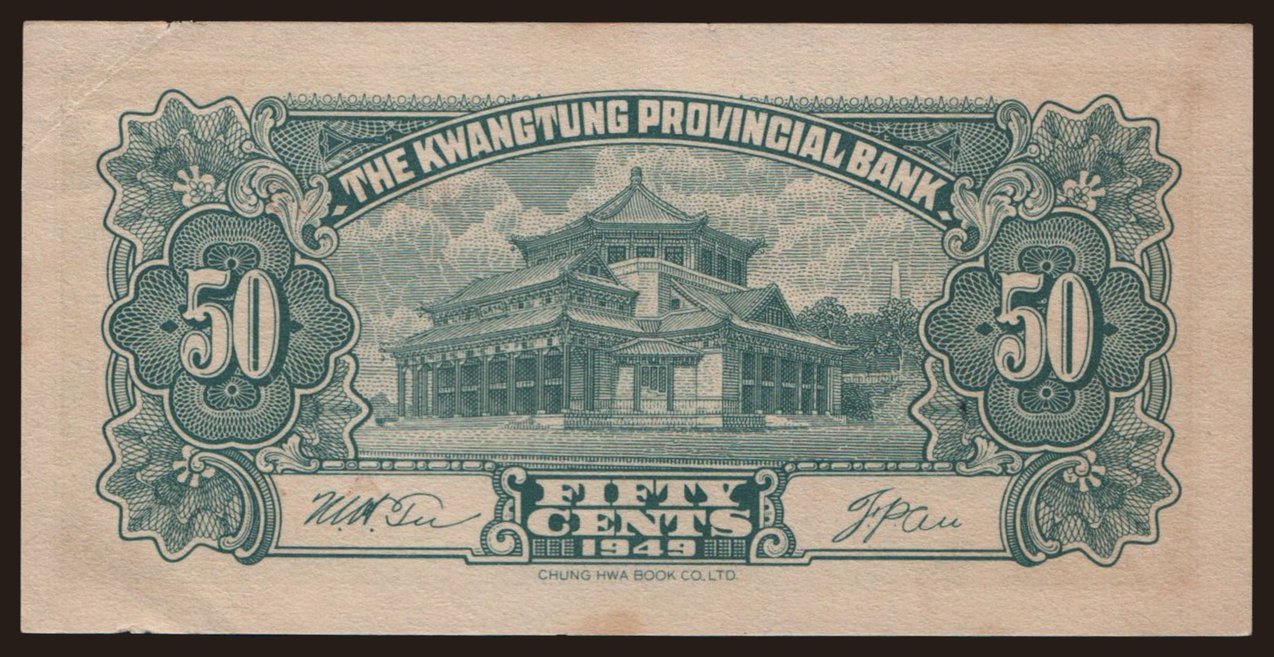 THE KWANGTUNG PROVINCIAL BANK
50
50
FIFTY
CENTS
1949
CHUNG HWA BOOK CO., LTD.